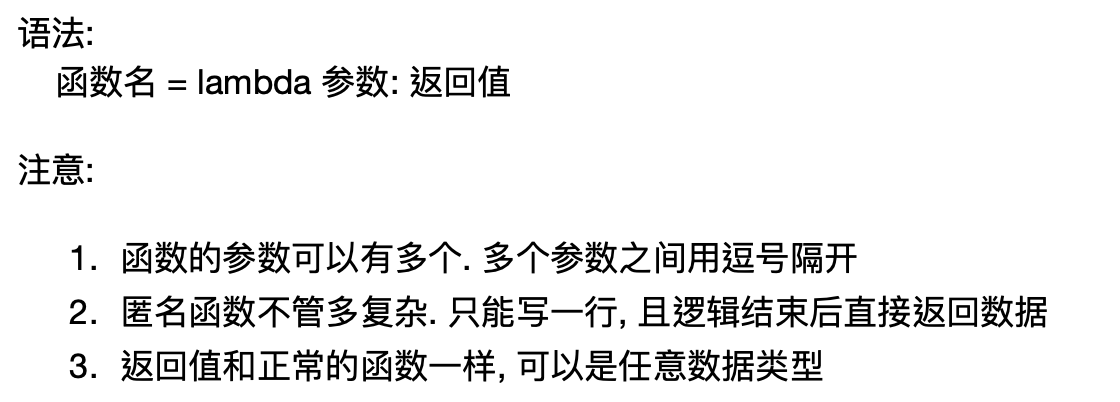 语法:
函数名 = lambda 参数: 返回值
注意:
1. 函数的参数可以有多个. 多个参数之间用逗号隔开
2. 匿名函数不管多复杂. 只能写一行, 且逻辑结束后直接返回数据
3. 返回值和正常的函数一样, 可以是任意数据类型